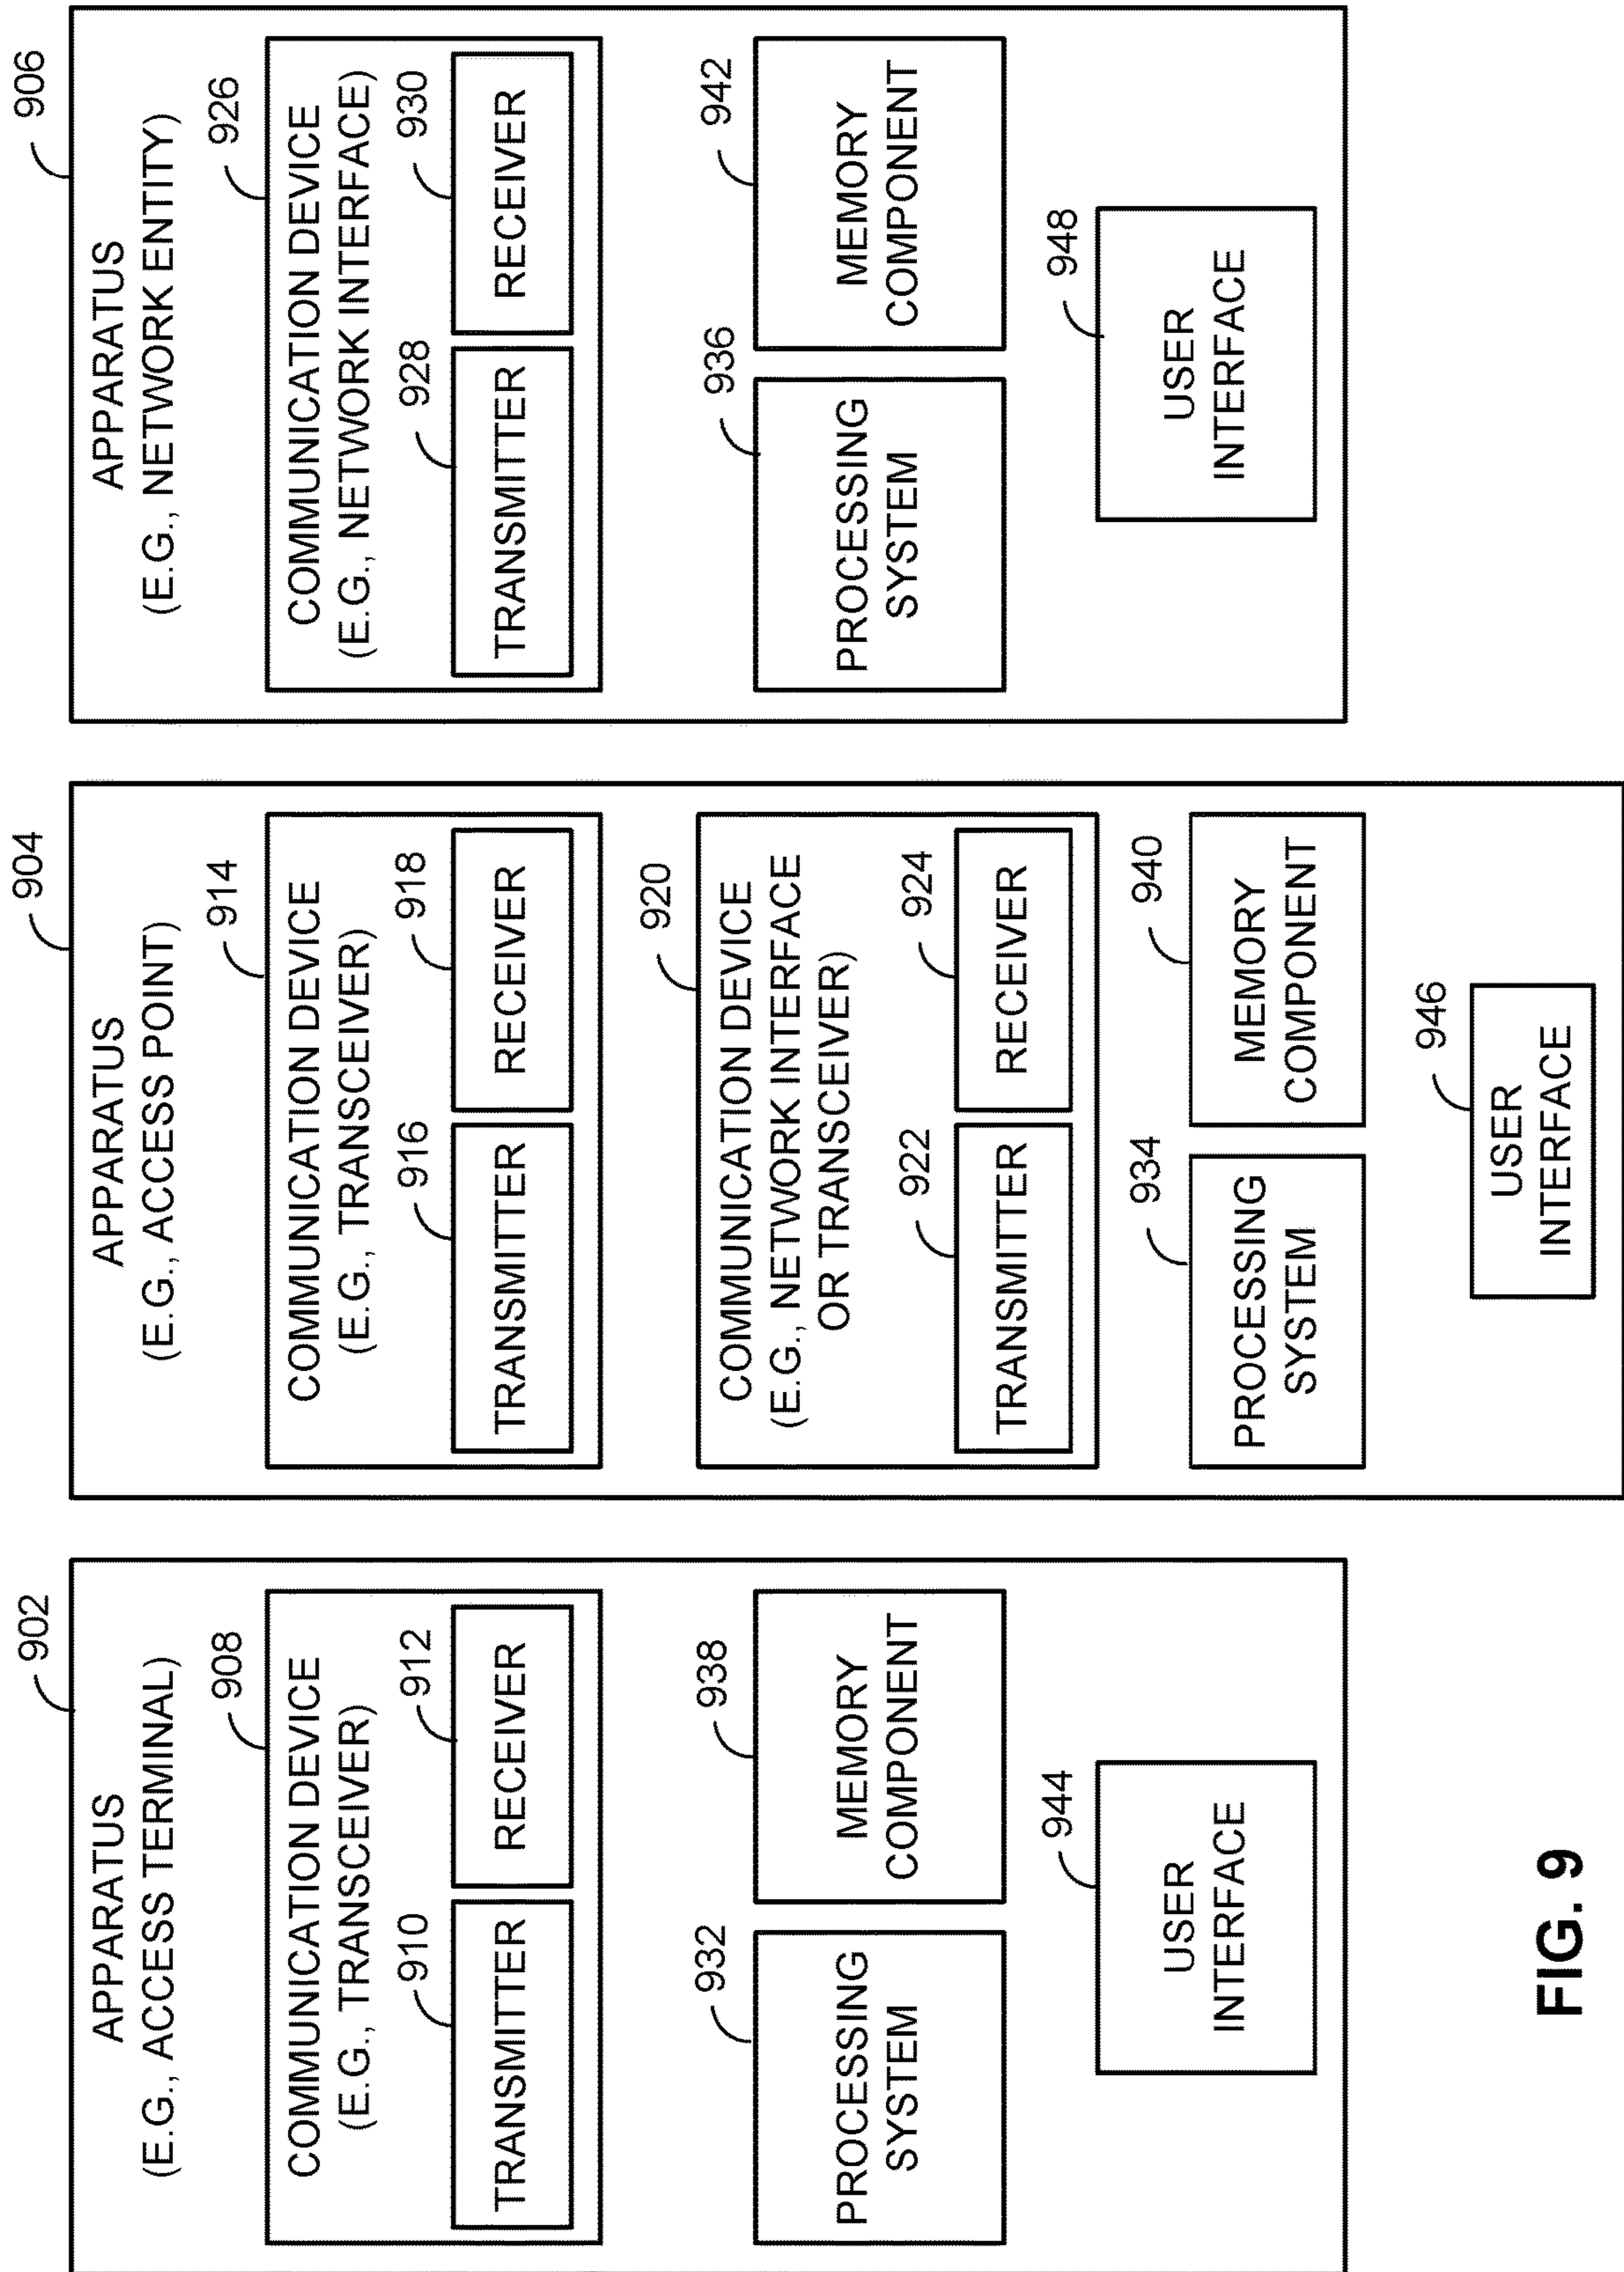 902
APPARATUS
(E.G., ACCESS TERMINAL)
908
COMMUNICATION DEVICE
(E.G., TRANSCEIVER)
910
912
TRANSMITTER
RECEIVER
932
938
PROCESSING
SYSTEM
MEMORY
COMPONENT
944
USER
INTERFACE
904
APPARATUS
(E.G., ACCESS POINT)
914
COMMUNICATION DEVICE
(E.G., TRANSCEIVER)
916
918
TRANSMITTER
RECEIVER
920
COMMUNICATION DEVICE
(E.G., NETWORK INTERFACE
OR TRANSCEIVER)
922
924
TRANSMITTER
RECEIVER
934
940
PROCESSING
SYSTEM
MEMORY
COMPONENT
946
USER
INTERFACE
906
APPARATUS
(E.G., NETWORK ENTITY)
926
COMMUNICATION DEVICE
(E.G., NETWORK INTERFACE)
928
930
TRANSMITTER
RECEIVER
936
942
PROCESSING
SYSTEM
MEMORY
COMPONENT
948
USER
INTERFACE
FIG. 9